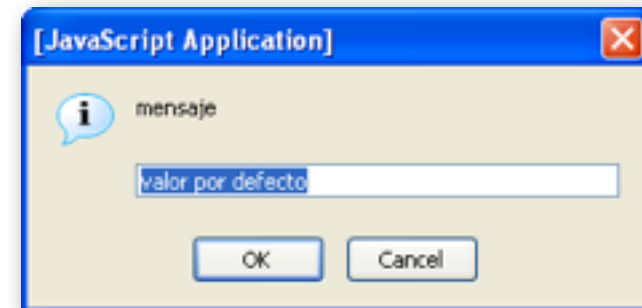 [JavaScript Application]
mensaje
valor por defecto
OK Cancel